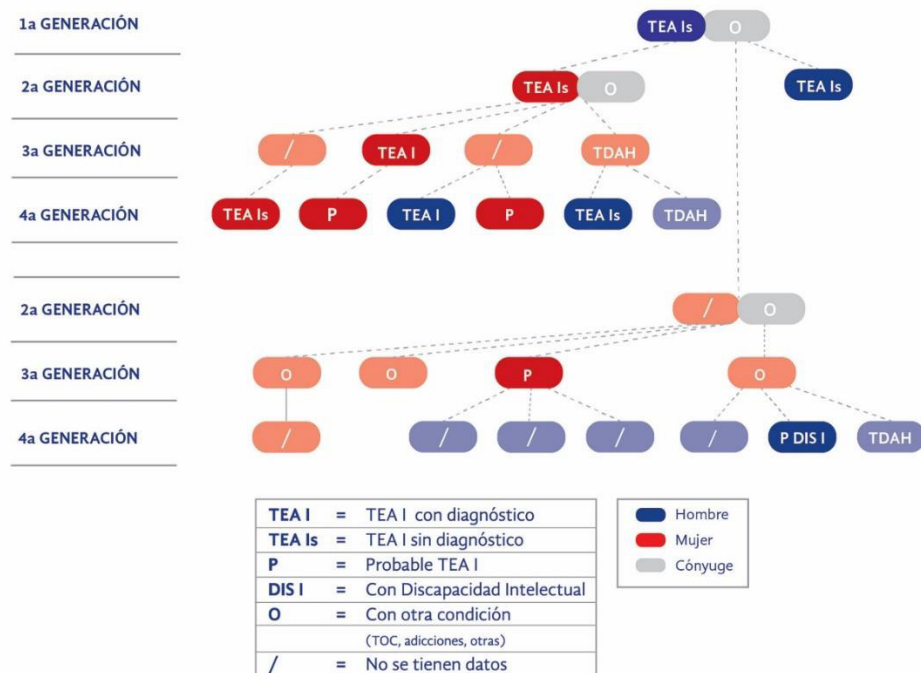 1a GENERACIÓN
TEA Is O
2a GENERACIÓN
TEA Is O TEA Is
3a GENERACIÓN
/ TEA I / TDAH
4a GENERACIÓN
TEA Is P TEA I P TEA Is TDAH
2a GENERACIÓN
/ O
3a GENERACIÓN
O O P O
4a GENERACIÓN
/ / / / / P DIS I TDAH
TEA I = TEA I con diagnóstico
TEA Is = TEA I sin diagnóstico
P = Probable TEA I
DIS I = Con Discapacidad Intelectual
O = Con otra condición
(TOC, adicciones, otras)
/ = No se tienen datos
Hombre
Mujer
Cónyuge